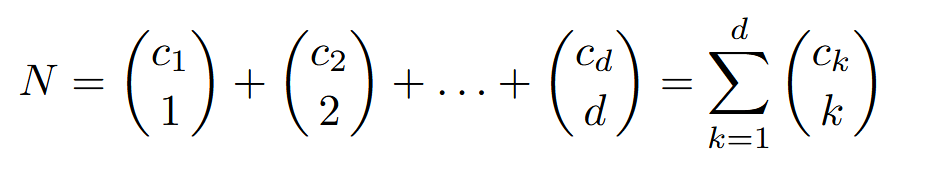 $N = \binom{c_1}{1} + \binom{c_2}{2} + \ldots + \binom{c_d}{d} = \sum_{k=1}^{d} \binom{c_k}{k}$